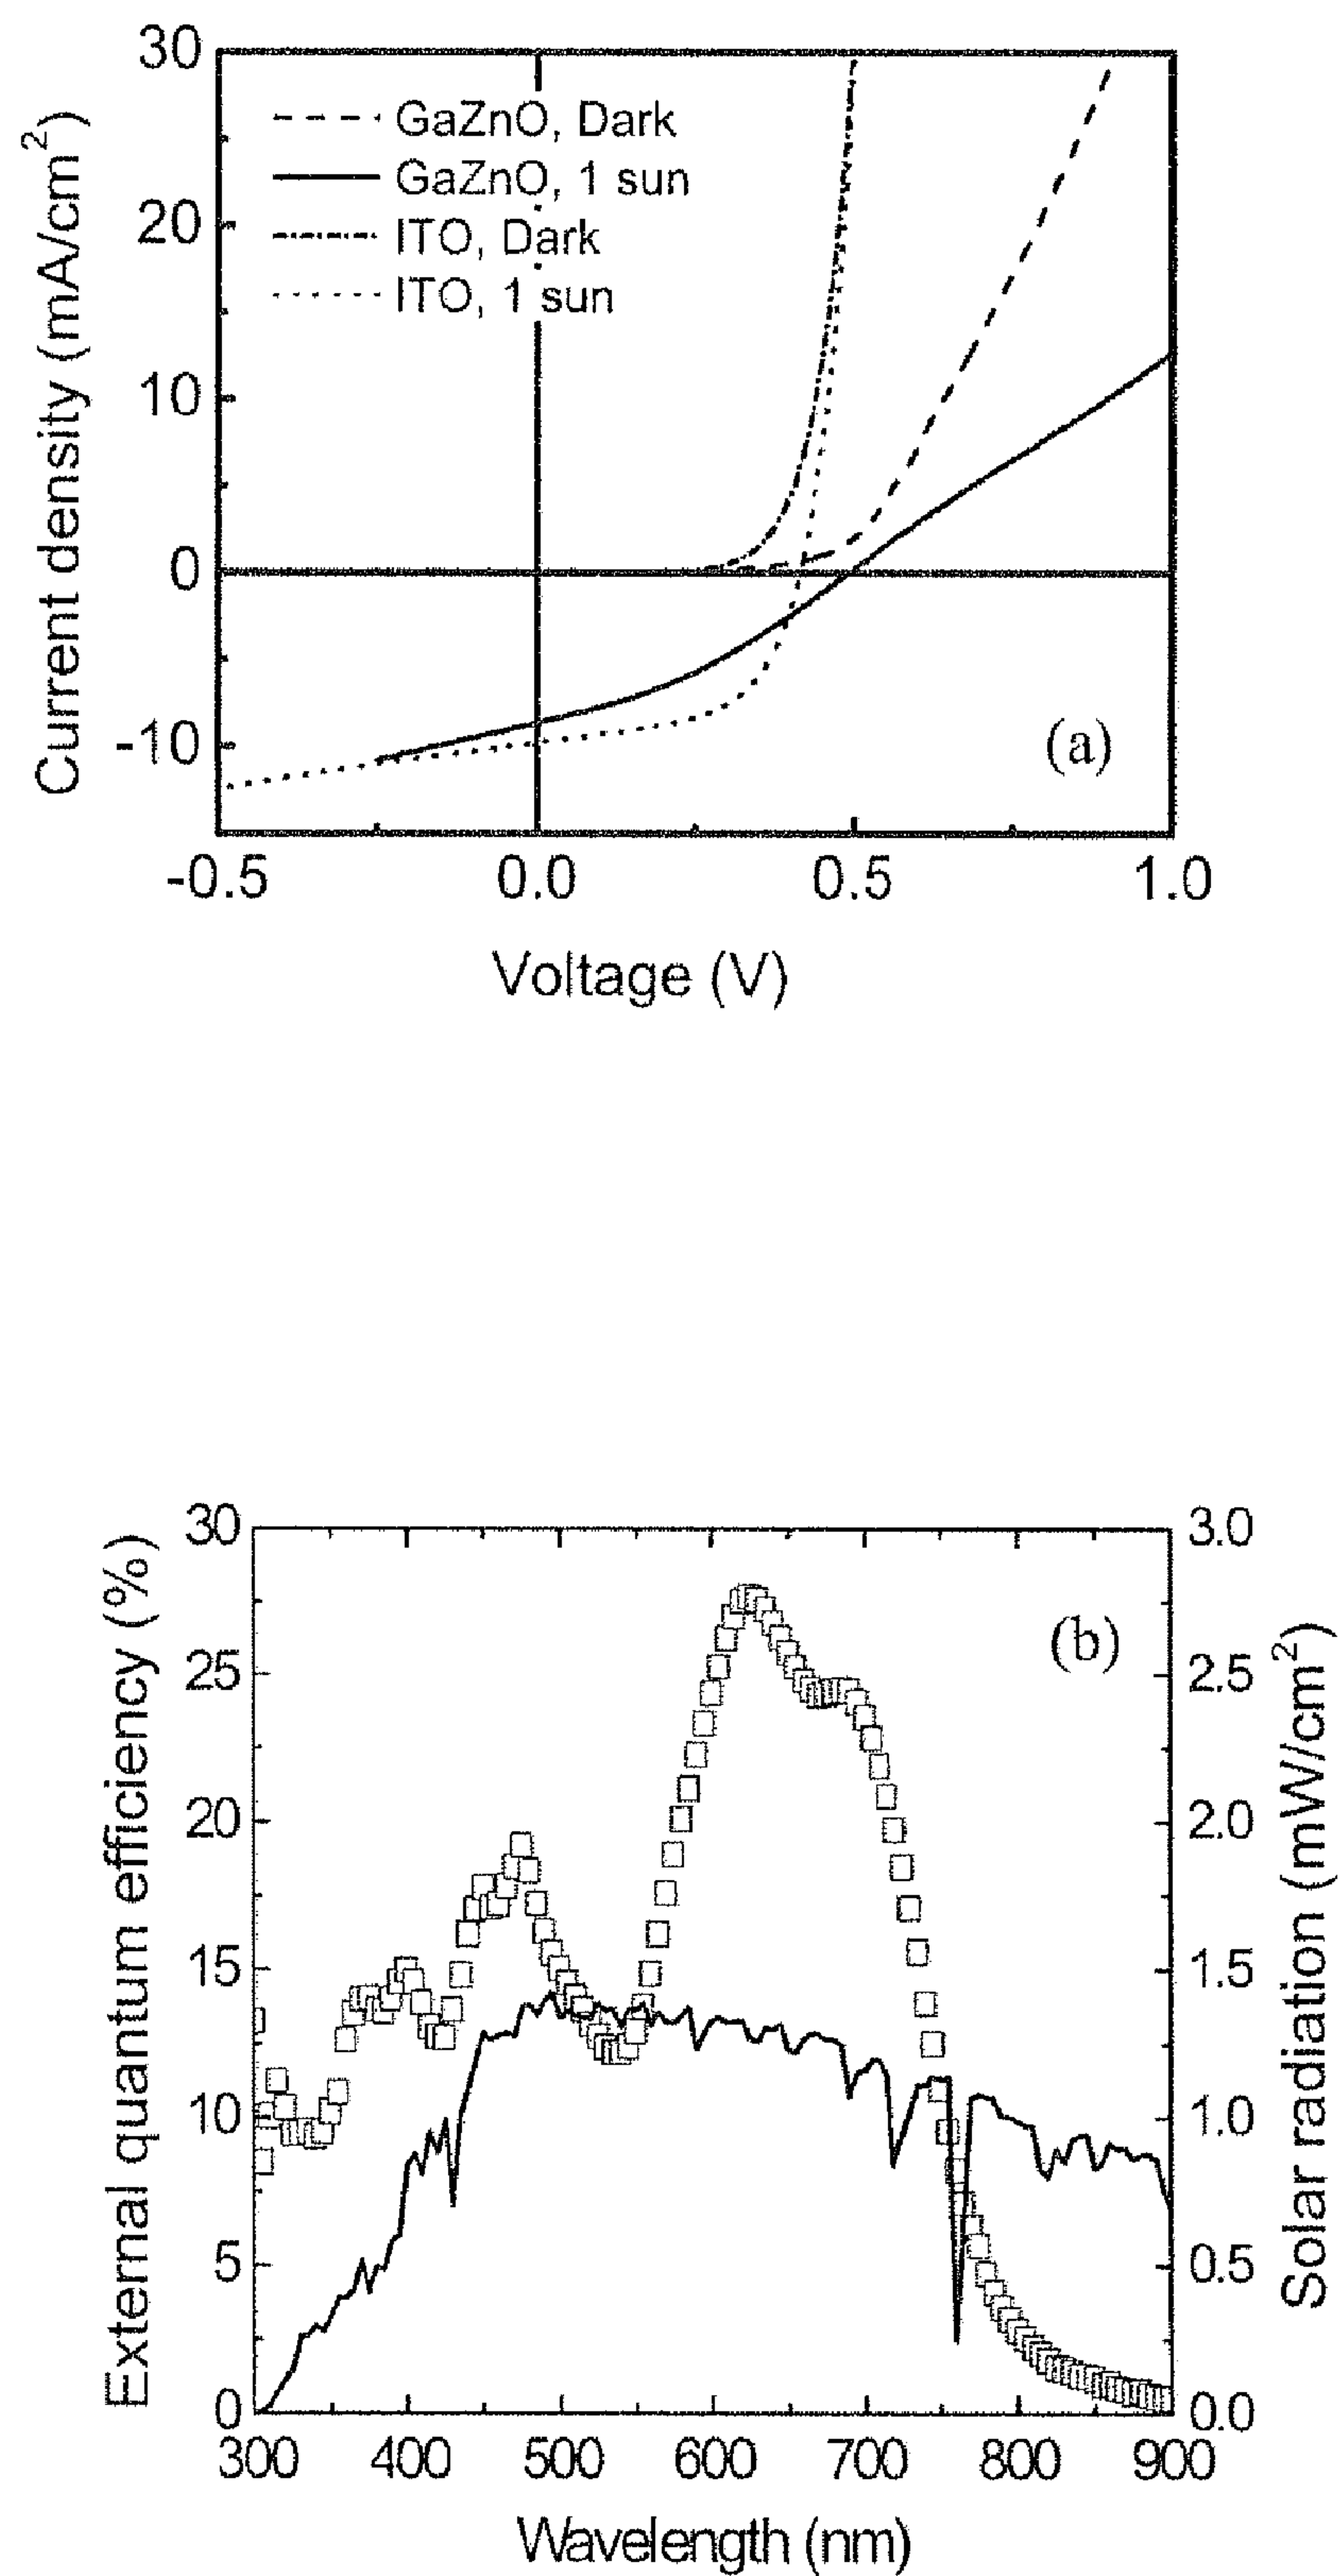 30
20
10
0
-10
Current density (mA/cm²)
GaZnO, Dark
GaZnO, 1 sun
ITO, Dark
ITO, 1 sun
(a)
-0.5 0.0 0.5 1.0
Voltage (V)
30
25
20
15
10
5
0
External quantum efficiency (%)
(b)
3.0
2.5
2.0
1.5
1.0
0.5
0.0
Solar radiation (mW/cm²)
300 400 500 600 700 800 900
Wavelength (nm)